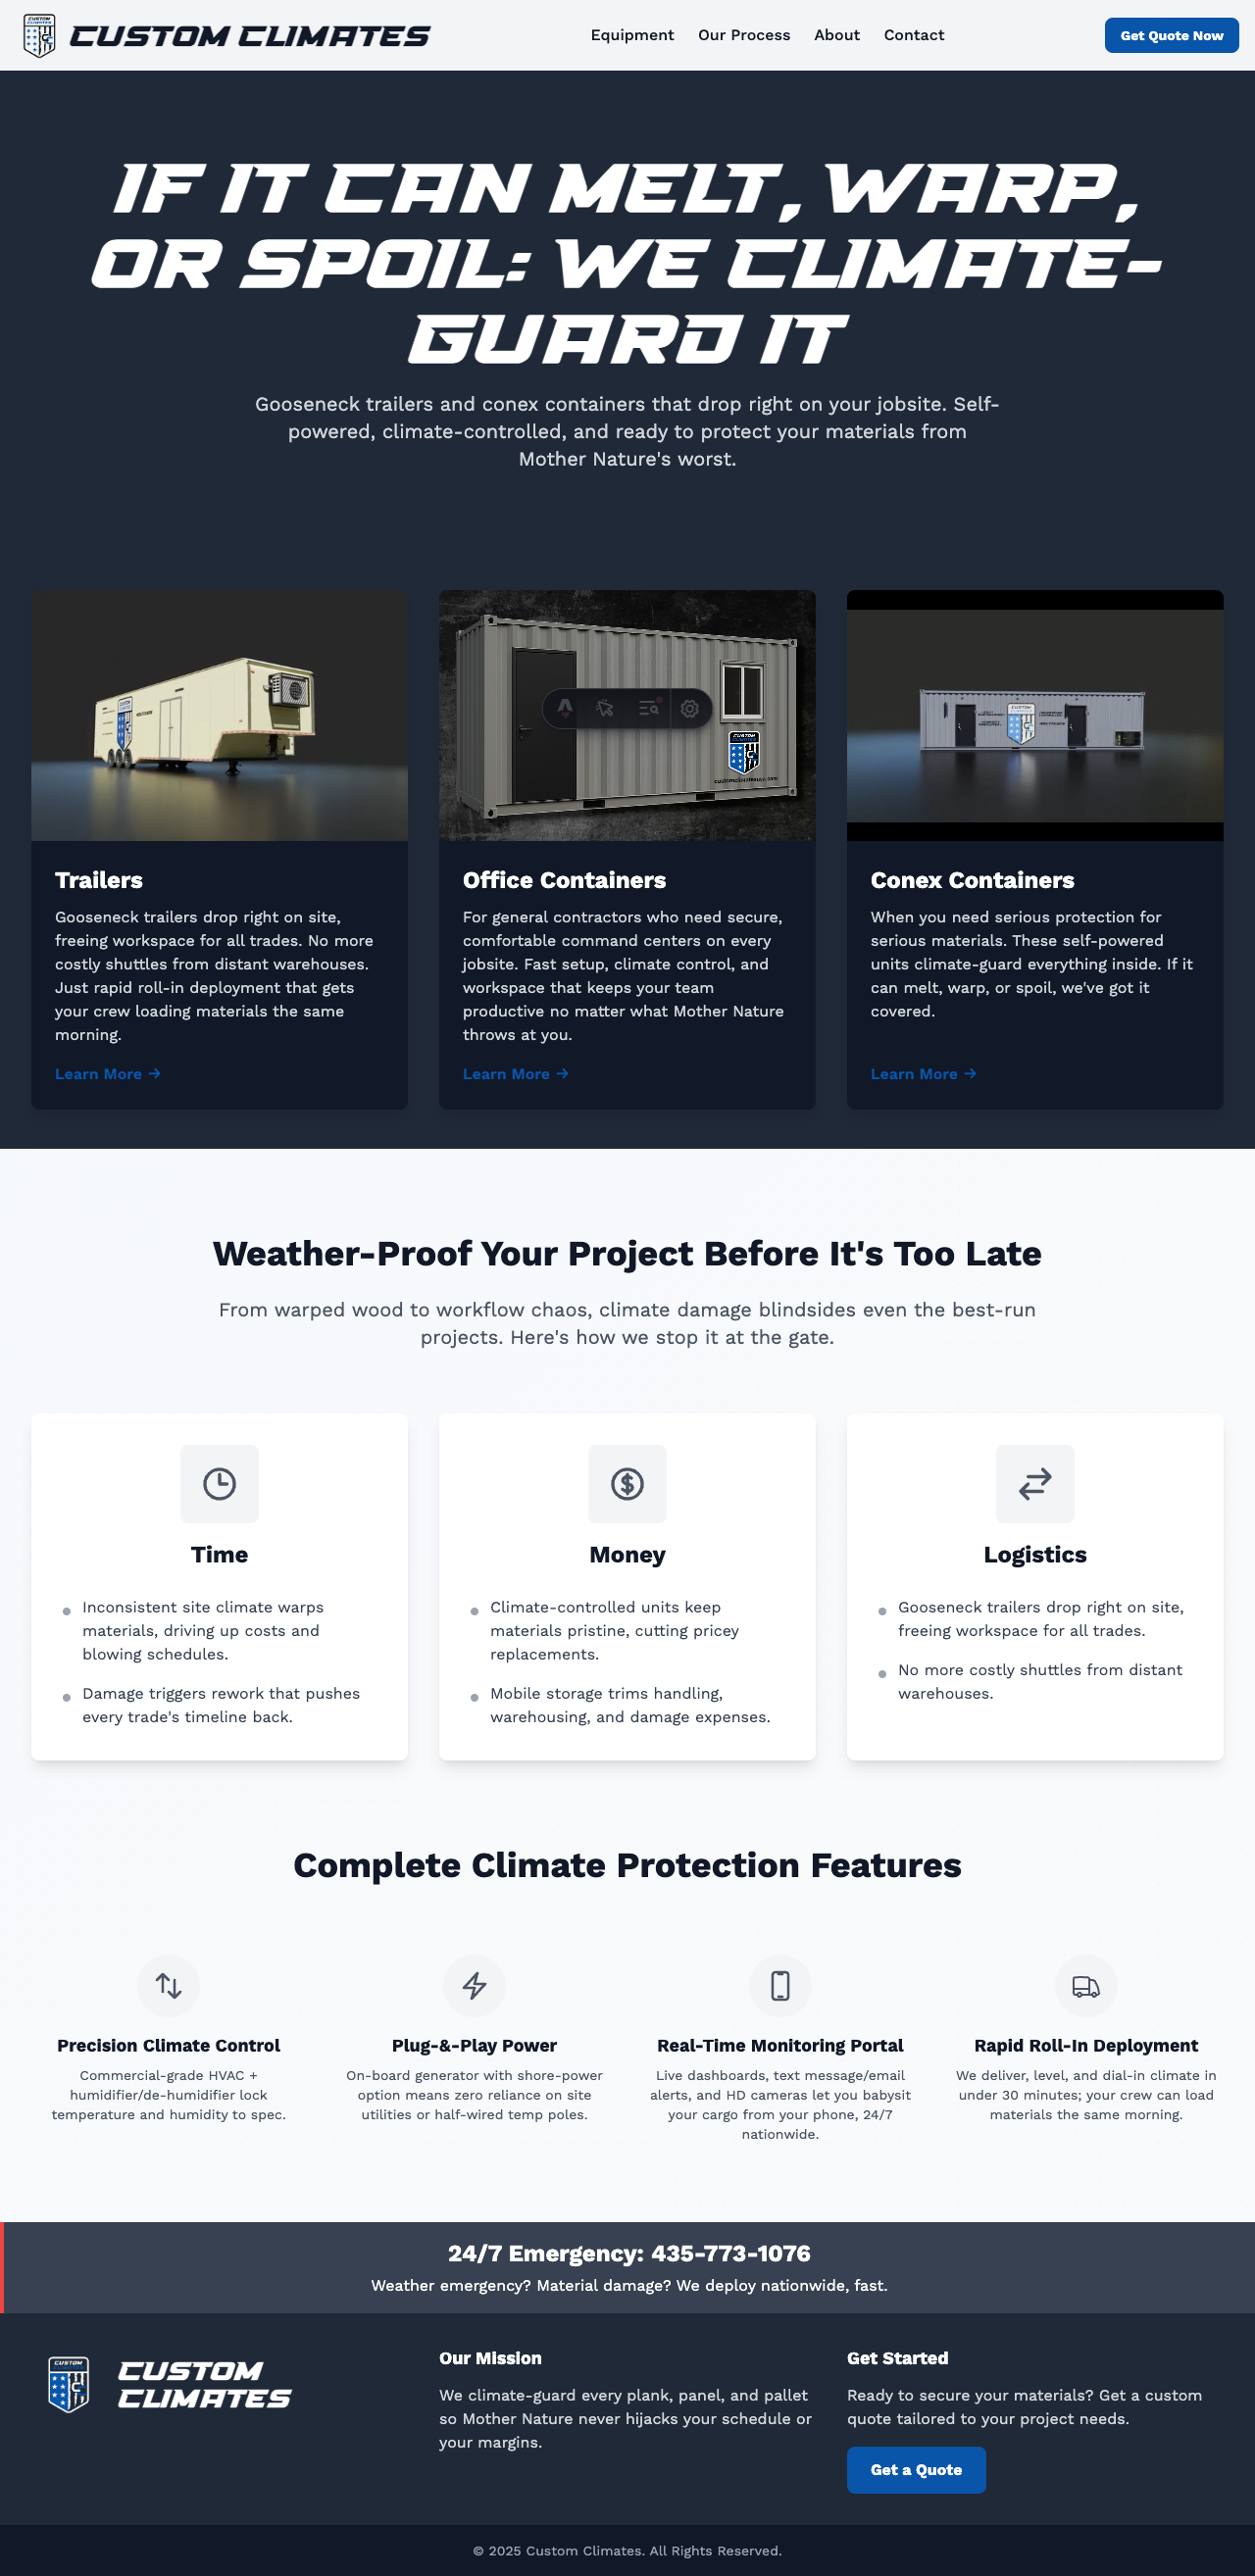 CUSTOM CLIMATES
CUSTOM CLIMATES
Equipment
Our Process
About
Contact
Get Quote Now
IF IT CAN MELT, WARP,
OR SPOIL: WE CLIMATE-
GUARD IT
Gooseneck trailers and conex containers that drop right on your jobsite. Self-
powered, climate-controlled, and ready to protect your materials from
Mother Nature's worst.
CUSTOM
CLIMATES
Trailers
Gooseneck trailers drop right on site,
freeing workspace for all trades. No more
costly shuttles from distant warehouses.
Just rapid roll-in deployment that gets
your crew loading materials the same
morning.
Learn More →
Office Containers
For general contractors who need secure,
comfortable command centers on every
jobsite. Fast setup, climate control, and
workspace that keeps your team
productive no matter what Mother Nature
throws at you.
Learn More →
Conex Containers
When you need serious protection for
serious materials. These self-powered
units climate-guard everything inside. If it
can melt, warp, or spoil, we've got it
covered.
Learn More →
Weather-Proof Your Project Before It's Too Late
From warped wood to workflow chaos, climate damage blindsides even the best-run
projects. Here's how we stop it at the gate.
Time
Inconsistent site climate warps
materials, driving up costs and
blowing schedules.
Damage triggers rework that pushes
every trade's timeline back.
Money
Climate-controlled units keep
materials pristine, cutting pricey
replacements.
Mobile storage trims handling,
warehousing, and damage expenses.
Logistics
Gooseneck trailers drop right on site,
freeing workspace for all trades.
No more costly shuttles from distant
warehouses.
Complete Climate Protection Features
Precision Climate Control
Commercial-grade HVAC +
humidifier/de-humidifier lock
temperature and humidity to spec.
Plug-&-Play Power
On-board generator with shore-power
option means zero reliance on site
utilities or half-wired temp poles.
Real-Time Monitoring Portal
Live dashboards, text message/email
alerts, and HD cameras let you babysit
your cargo from your phone, 24/7
nationwide.
Rapid Roll-In Deployment
We deliver, level, and dial-in climate in
under 30 minutes; your crew can load
materials the same morning.
24/7 Emergency: 435-773-1076
Weather emergency? Material damage? We deploy nationwide, fast.
CUSTOM
CLIMATES
Our Mission
We climate-guard every plank, panel, and pallet
so Mother Nature never hijacks your schedule or
your margins.
Get Started
Ready to secure your materials? Get a custom
quote tailored to your project needs.
Get a Quote
© 2025 Custom Climates. All Rights Reserved.